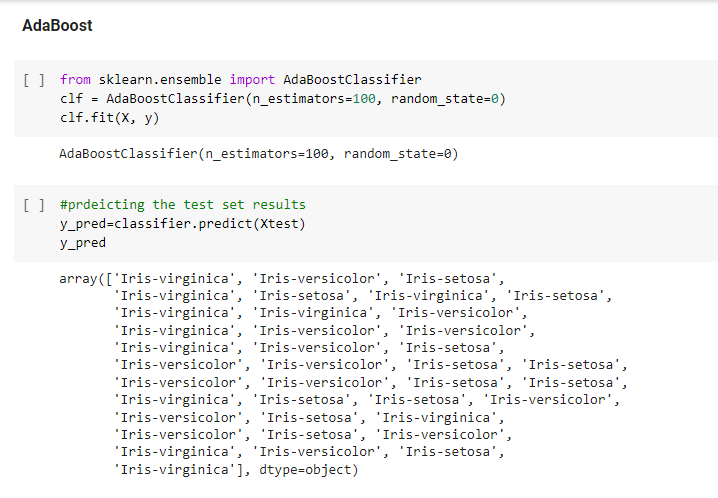 AdaBoost
[ ] from sklearn.ensemble import AdaBoostClassifier
clf = AdaBoostClassifier(n_estimators=100, random_state=0)
clf.fit(X, y)
AdaBoostClassifier(n_estimators=100, random_state=0)
[ ] #prdeicting the test set results
y_pred=classifier.predict(Xtest)
y_pred
array(['Iris-virginica', 'Iris-versicolor', 'Iris-setosa',
'Iris-virginica', 'Iris-setosa', 'Iris-virginica', 'Iris-setosa',
'Iris-virginica', 'Iris-virginica', 'Iris-versicolor',
'Iris-virginica', 'Iris-versicolor', 'Iris-versicolor',
'Iris-virginica', 'Iris-versicolor', 'Iris-setosa',
'Iris-versicolor', 'Iris-versicolor', 'Iris-setosa', 'Iris-setosa',
'Iris-versicolor', 'Iris-versicolor', 'Iris-setosa', 'Iris-setosa',
'Iris-virginica', 'Iris-setosa', 'Iris-setosa', 'Iris-versicolor',
'Iris-versicolor', 'Iris-setosa', 'Iris-virginica',
'Iris-versicolor', 'Iris-setosa', 'Iris-versicolor',
'Iris-virginica', 'Iris-versicolor', 'Iris-setosa',
'Iris-virginica'], dtype=object)